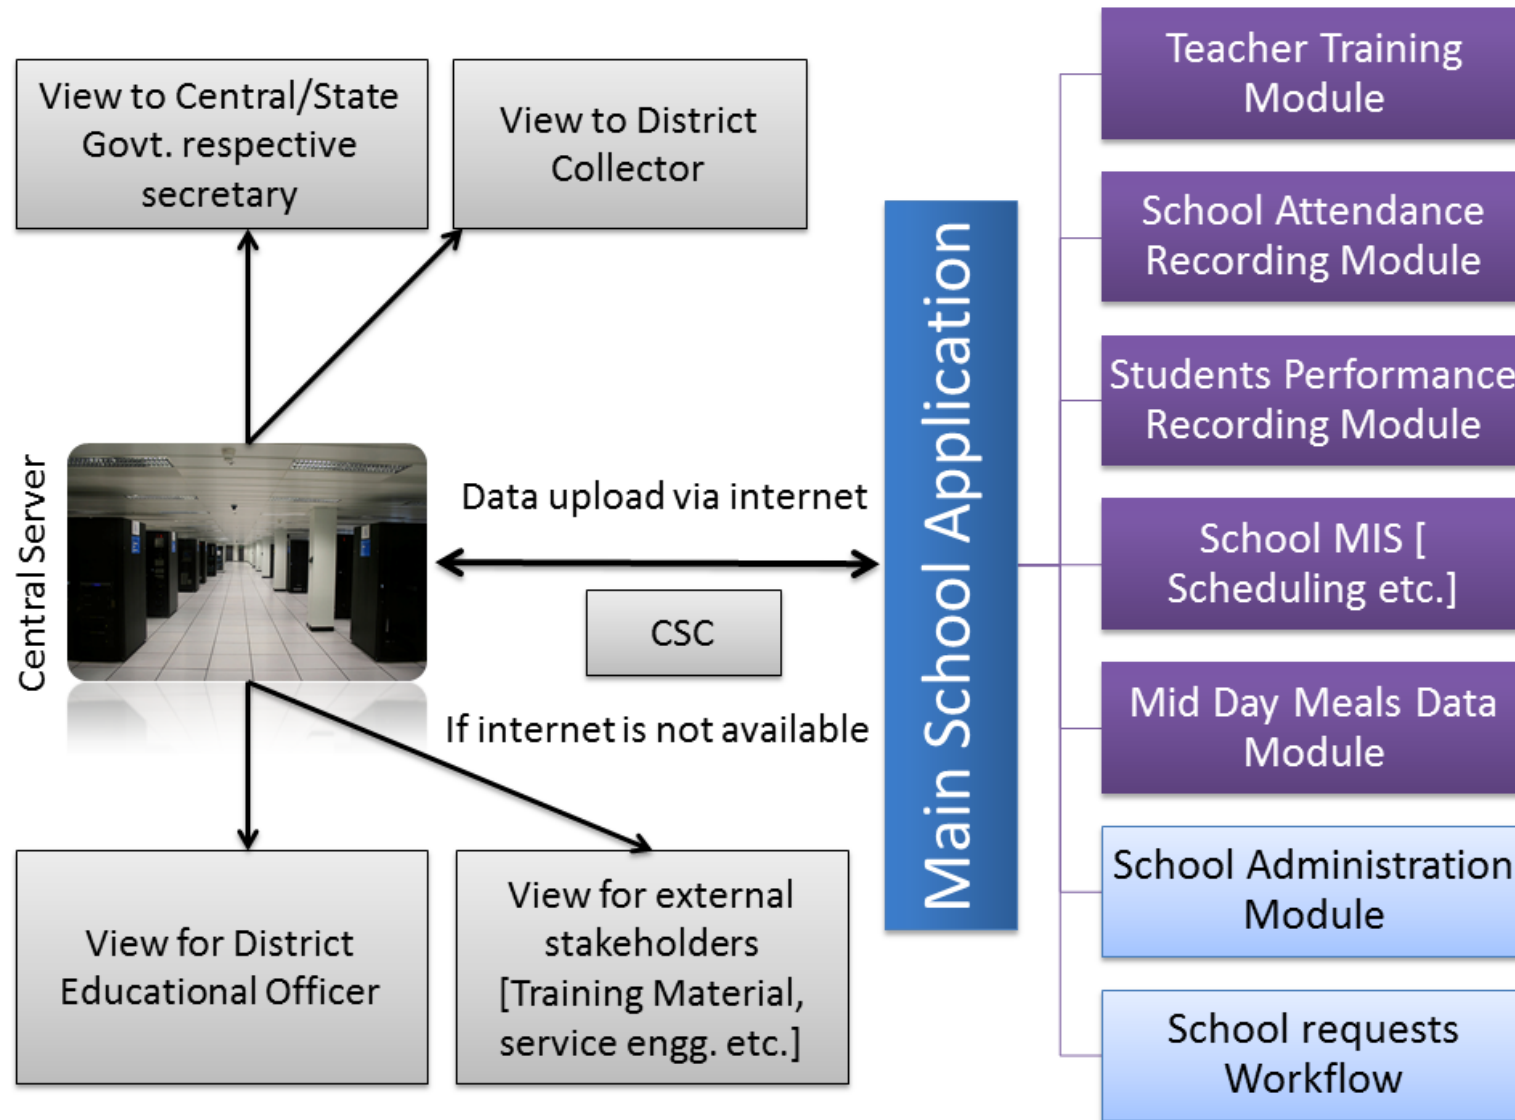 View to Central/State
Govt. respective
secretary
View to District
Collector
Central Server
Data upload via internet
CSC
If internet is not available
View for District
Educational Officer
View for external
stakeholders
[Training Material,
service engg. etc.]
Main School Application
Teacher Training
Module
School Attendance
Recording Module
Students Performance
Recording Module
School MIS [
Scheduling etc.]
Mid Day Meals Data
Module
School Administration
Module
School requests
Workflow